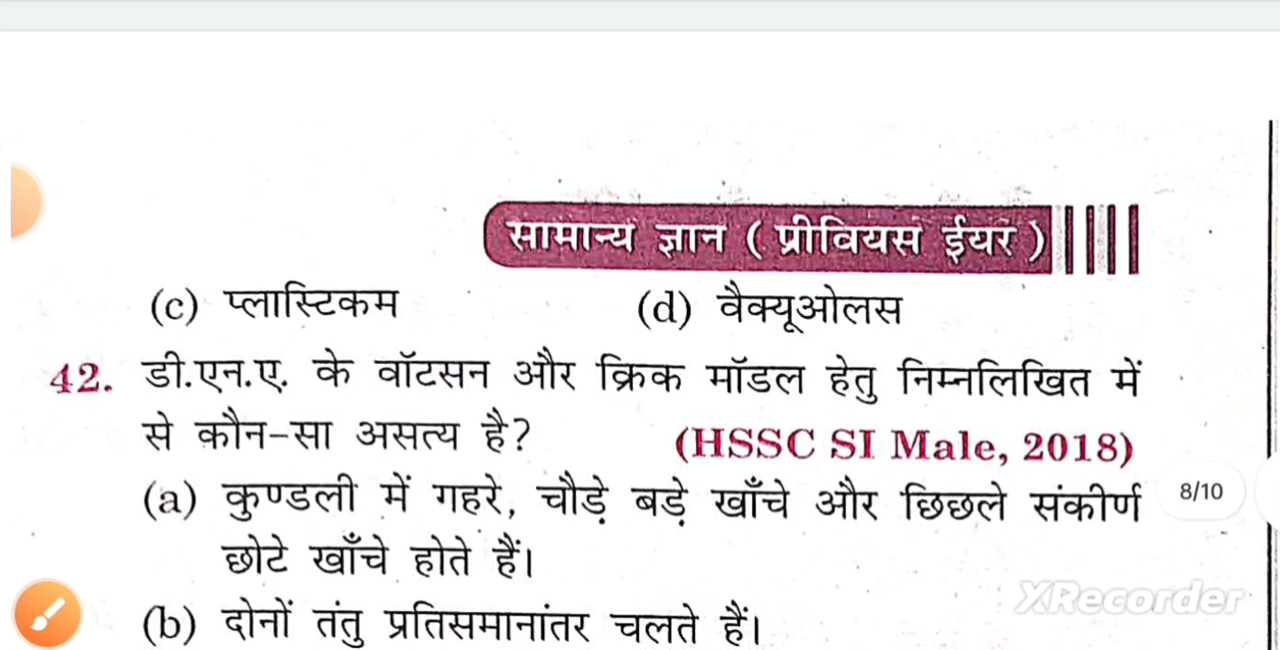 सामान्य ज्ञान ( प्रीवियस ईयर )
(c) प्लास्टिकम (d) वैक्यूओलस
42. डी.एन.ए. के वॉटसन और क्रिक मॉडल हेतु निम्नलिखित में
से कौन-सा असत्य है? (HSSC SI Male, 2018)
(a) कुण्डली में गहरे, चौड़े बड़े खाँचे और छिछले संकीर्ण
8/10
छोटे खाँचे होते हैं।
XRecorder
(b) दोनों तंतु प्रतिसमानांतर चलते हैं।